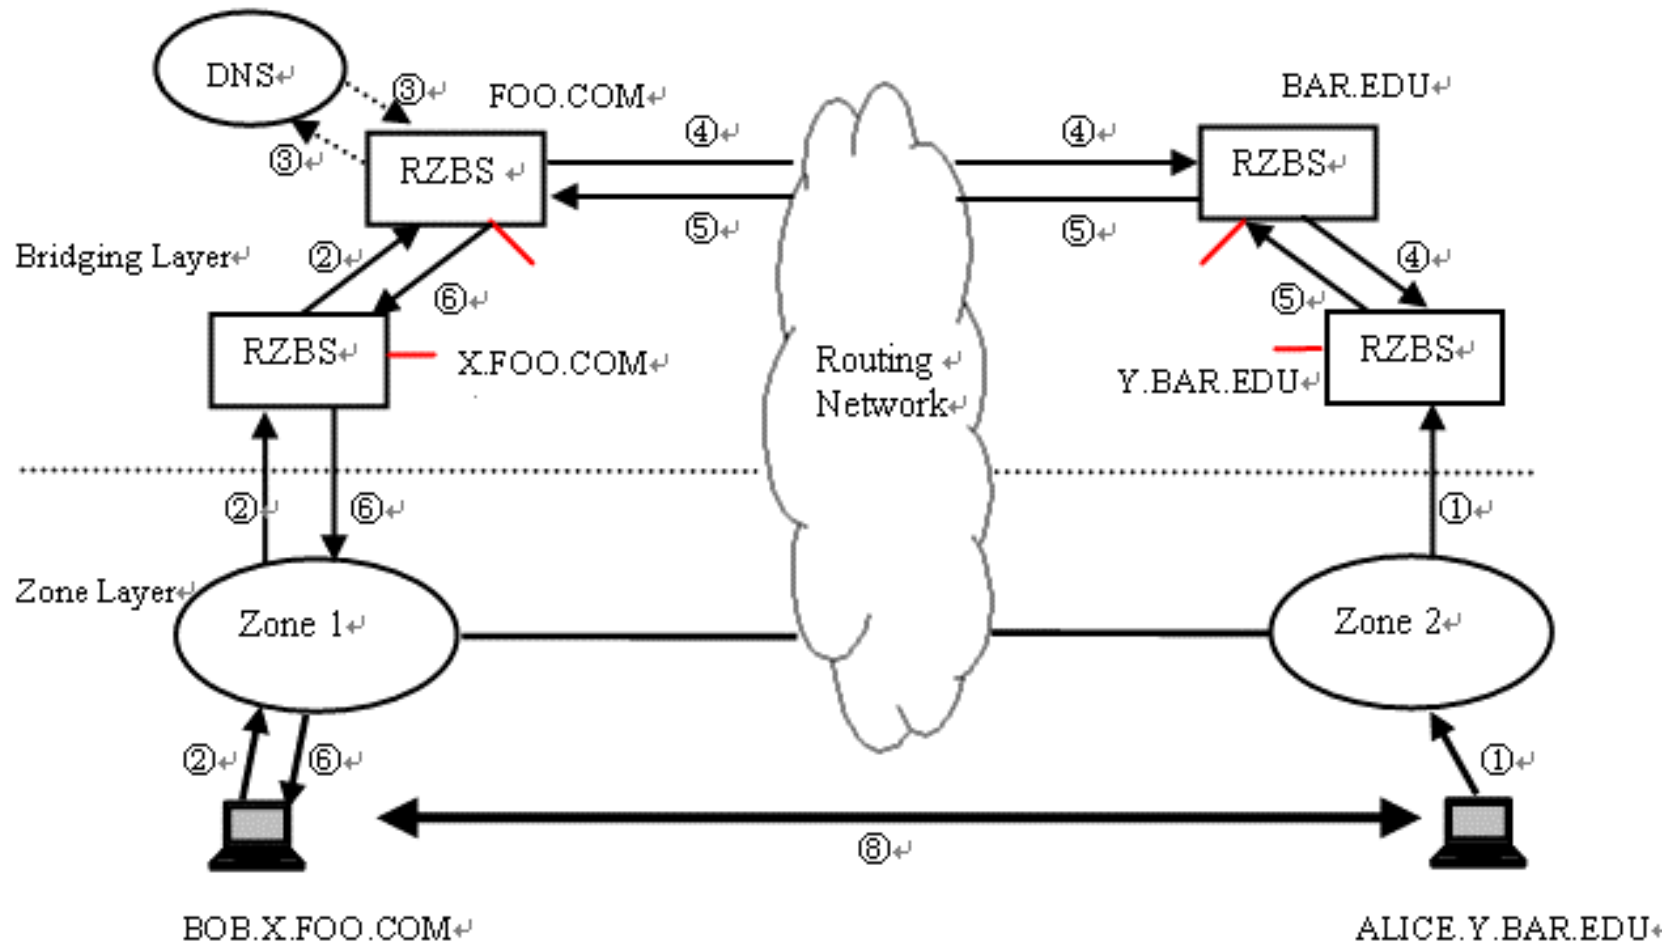 DNS↵
③↵
FOO.COM↵
BAR.EDU↵
④↵
④↵
③↵
RZBS ↵
RZBS↵
⑤↵
⑤↵
Bridging Layer↵
②↵
④↵
⑥↵
⑤↵
RZBS↵
X.FOO.COM↵
Routing ↵
Network↵
RZBS↵
Y.BAR.EDU↵
②↵
⑥↵
①↵
Zone Layer↵
Zone 1↵
Zone 2↵
②↵
⑥↵
①↵
⑧↵
BOB.X.FOO.COM↵
ALICE.Y.BAR.EDU↵